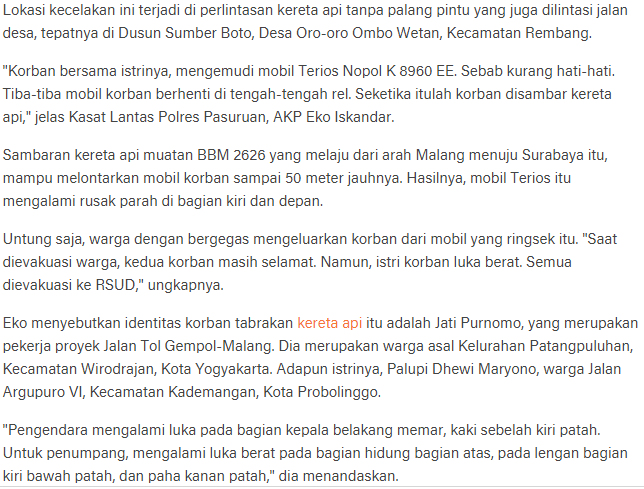 Lokasi kecelakan ini terjadi di perlintasan kereta api tanpa palang pintu yang juga dilintasi jalan
desa, tepatnya di Dusun Sumber Boto, Desa Oro-oro Ombo Wetan, Kecamatan Rembang.
"Korban bersama istrinya, mengemudi mobil Terios Nopol K 8960 EE. Sebab kurang hati-hati.
Tiba-tiba mobil korban berhenti di tengah-tengah rel. Seketika itulah korban disambar kereta
api," jelas Kasat Lantas Polres Pasuruan, AKP Eko Iskandar.
Sambaran kereta api muatan BBM 2626 yang melaju dari arah Malang menuju Surabaya itu,
mampu melontarkan mobil korban sampai 50 meter jauhnya. Hasilnya, mobil Terios itu
mengalami rusak parah di bagian kiri dan depan.
Untung saja, warga dengan bergegas mengeluarkan korban dari mobil yang ringsek itu. "Saat
dievakuasi warga, kedua korban masih selamat. Namun, istri korban luka berat. Semua
dievakuasi ke RSUD," ungkapnya.
Eko menyebutkan identitas korban tabrakan kereta api itu adalah Jati Purnomo, yang merupakan
pekerja proyek Jalan Tol Gempol-Malang. Dia merupakan warga asal Kelurahan Patangpuluhan,
Kecamatan Wirodrajan, Kota Yogyakarta. Adapun istrinya, Palupi Dhewi Maryono, warga Jalan
Argupuro VI, Kecamatan Kademangan, Kota Probolinggo.
"Pengendara mengalami luka pada bagian kepala belakang memar, kaki sebelah kiri patah.
Untuk penumpang, mengalami luka berat pada bagian hidung bagian atas, pada lengan bagian
kiri bawah patah, dan paha kanan patah," dia menandaskan.